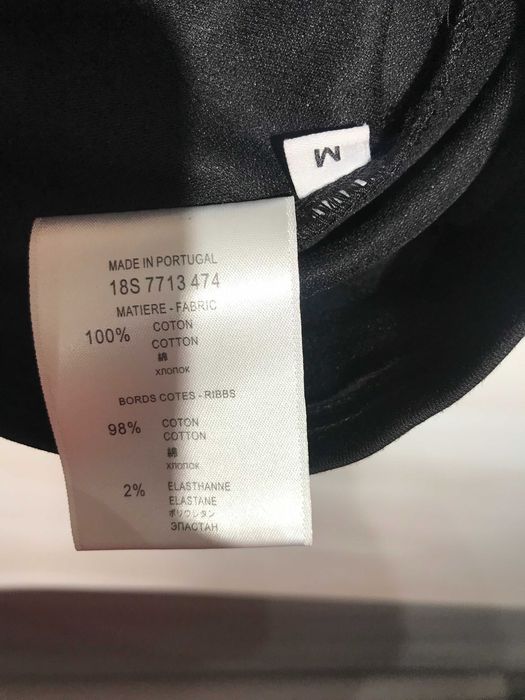 M
MADE IN PORTUGAL
18S 7713 474
MATIERE - FABRIC
100% COTON
COTTON
綿
хлопок
BORDS COTES - RIBBS
98% COTON
COTTON
綿
хлопок
2% ELASTHANNE
ELASTANE
ポリウレタン
ЭПАСТАН